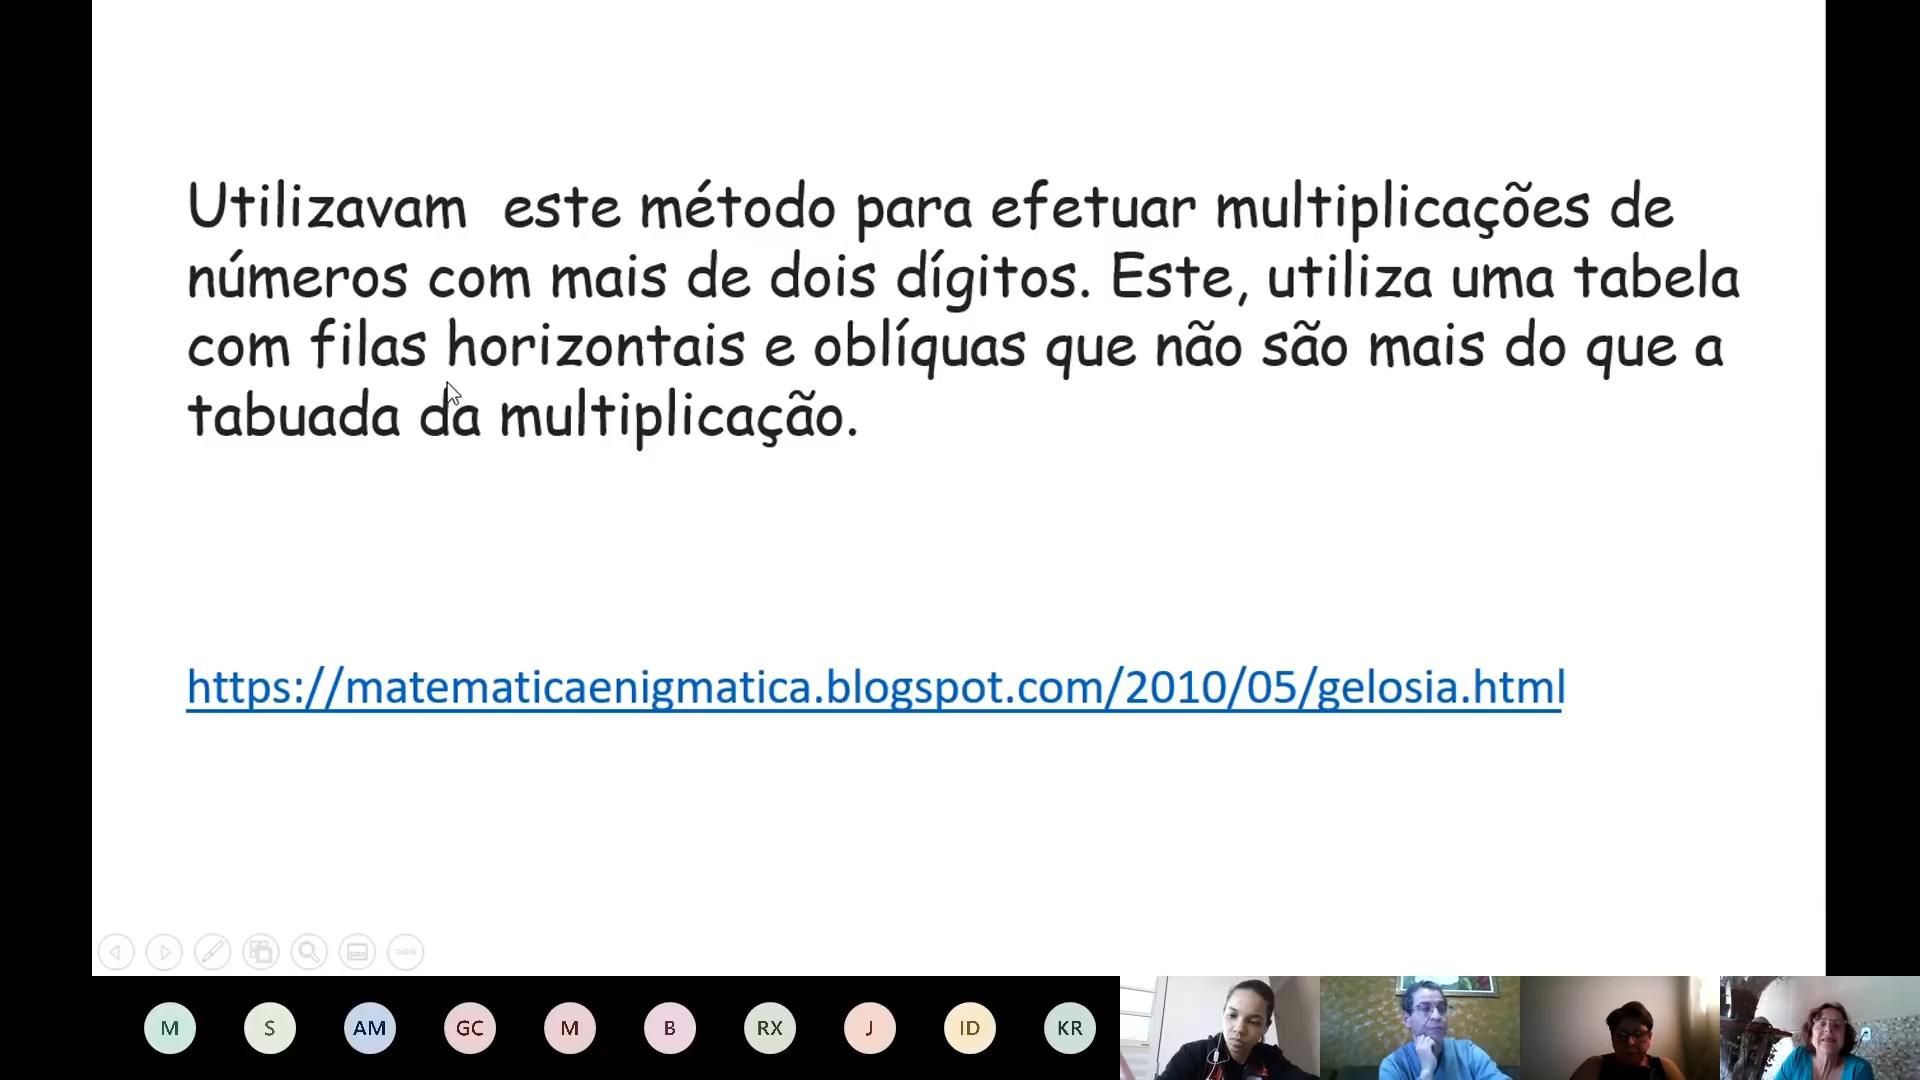 Utilizavam  este método para efetuar multiplicações de
números com mais de dois dígitos. Este, utiliza uma tabela
com filas horizontais e oblíquas que não são mais do que a
tabuada da multiplicação.
https://matematicaenigmatica.blogspot.com/2010/05/gelosia.html
M S AM GC M B RX J ID KR